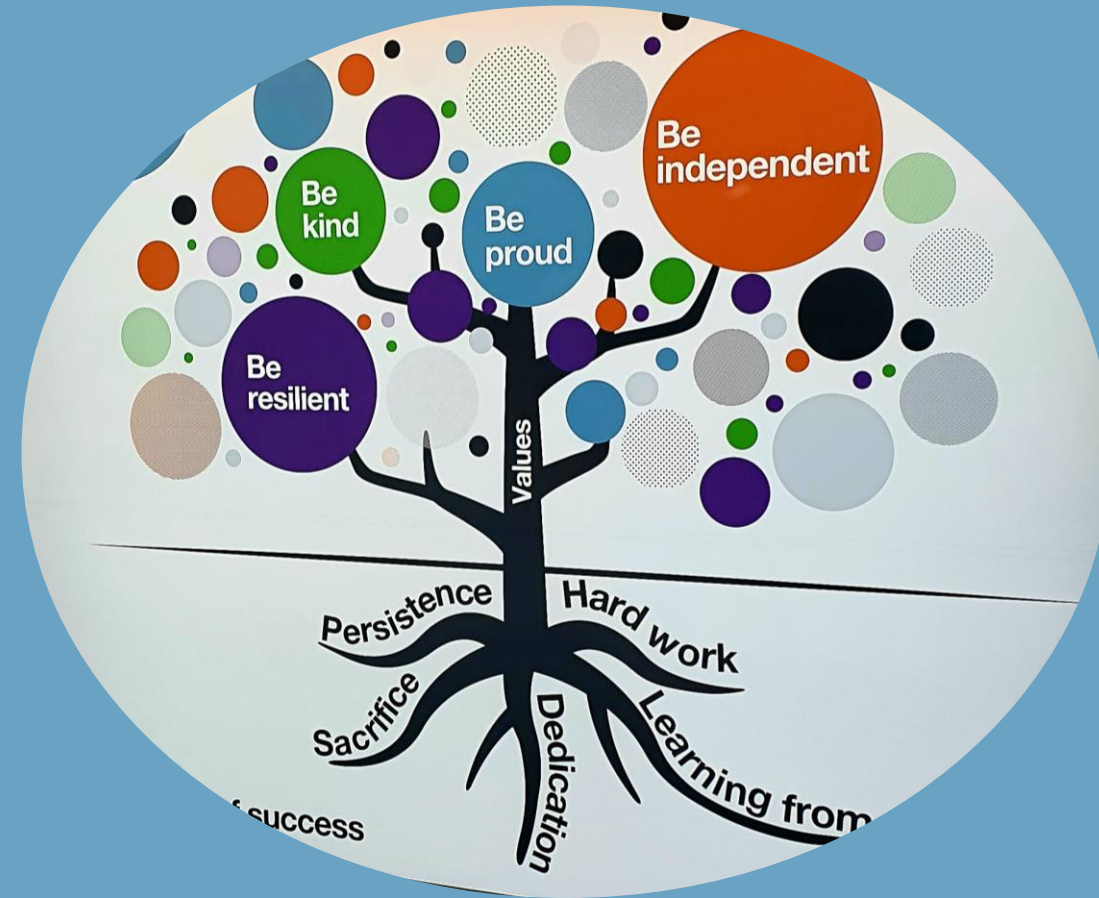 Be
independent
Be
kind
Be
proud
Be
resilient
Values
Persistence
Hard work
Sacrifice
Dedication
Learning from
success